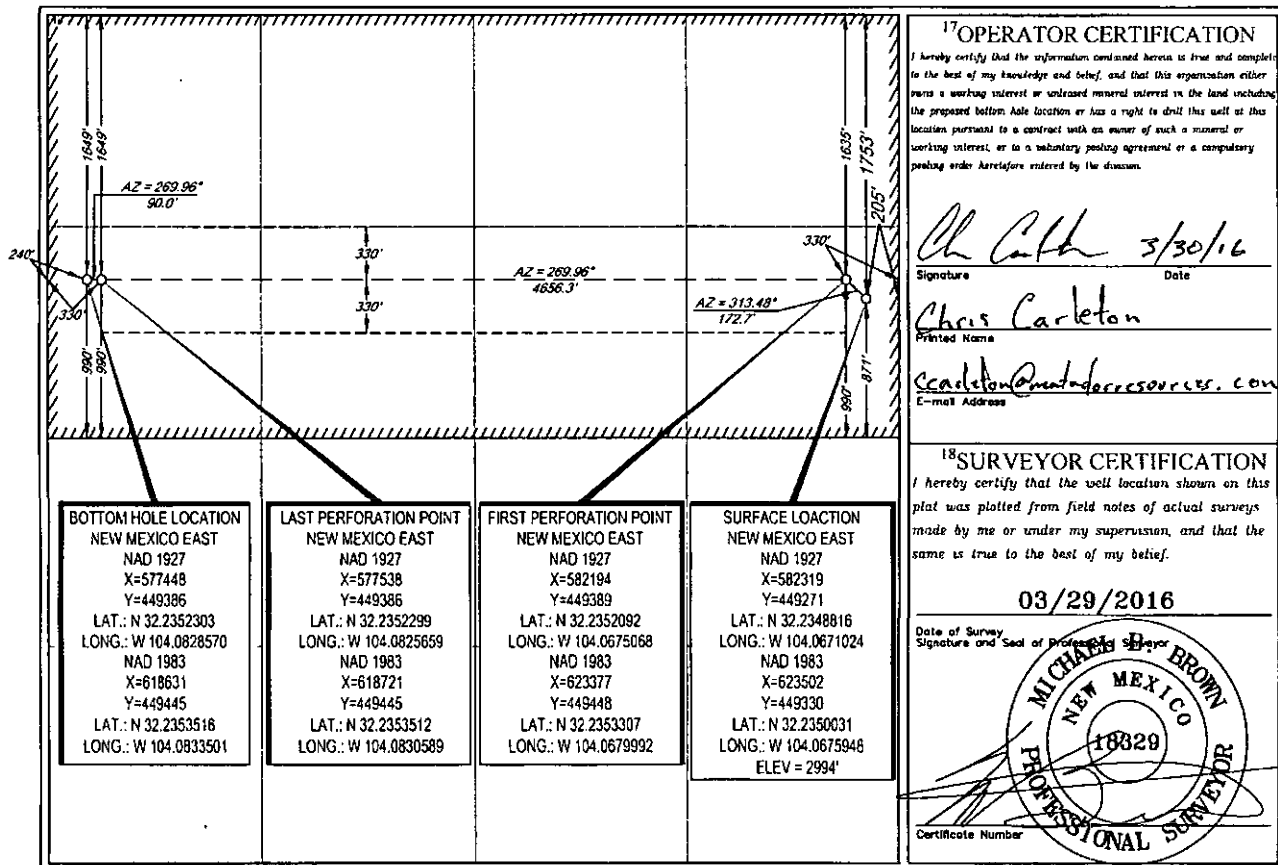 1649'
1649'
AZ = 269.96°
90.0'
240'
330'
990'
990'
330'
330'
AZ = 269.96°
4656.3'
1635'
1753'
205'
330'
AZ = 313.48°
172.7'
990'
871'
BOTTOM HOLE LOCATION
NEW MEXICO EAST
NAD 1927
X=577448
Y=449386
LAT.: N 32.2352303
LONG.: W 104.0828570
NAD 1983
X=618631
Y=449445
LAT.: N 32.2353516
LONG.: W 104.0833501
LAST PERFORATION POINT
NEW MEXICO EAST
NAD 1927
X=577538
Y=449386
LAT.: N 32.2352299
LONG.: W 104.0825659
NAD 1983
X=618721
Y=449445
LAT.: N 32.2353512
LONG.: W 104.0830589
FIRST PERFORATION POINT
NEW MEXICO EAST
NAD 1927
X=582194
Y=449389
LAT.: N 32.2352092
LONG.: W 104.0675068
NAD 1983
X=623377
Y=449448
LAT.: N 32.2353307
LONG.: W 104.0679992
SURFACE LOACTION
NEW MEXICO EAST
NAD 1927
X=582319
Y=449271
LAT.: N 32.2348816
LONG.: W 104.0671024
NAD 1983
X=623502
Y=449330
LAT.: N 32.2350031
LONG.: W 104.0675948
ELEV = 2994'
17OPERATOR CERTIFICATION
I hereby certify that the information contained herein is true and complete
to the best of my knowledge and belief, and that this organization either
owns a working interest or unleased mineral interest in the land including
the proposed bottom hole location or has a right to drill this well at this
location pursuant to a contract with an owner of such a mineral or
working interest, or to a voluntary pooling agreement or a compulsory
pooling order heretofore entered by the division.
3/30/16
Signature Date
Chris Carleton
Printed Name
ccarleton@matadorresources.com
E-mail Address
18SURVEYOR CERTIFICATION
I hereby certify that the well location shown on this
plat was plotted from field notes of actual surveys
made by me or under my supervision, and that the
same is true to the best of my belief.
03/29/2016
Date of Survey
Signature and Seal of Professional Surveyor
MICHAEL B. BROWN
NEW MEXICO
18329
PROFESSIONAL SURVEYOR
Certificate Number